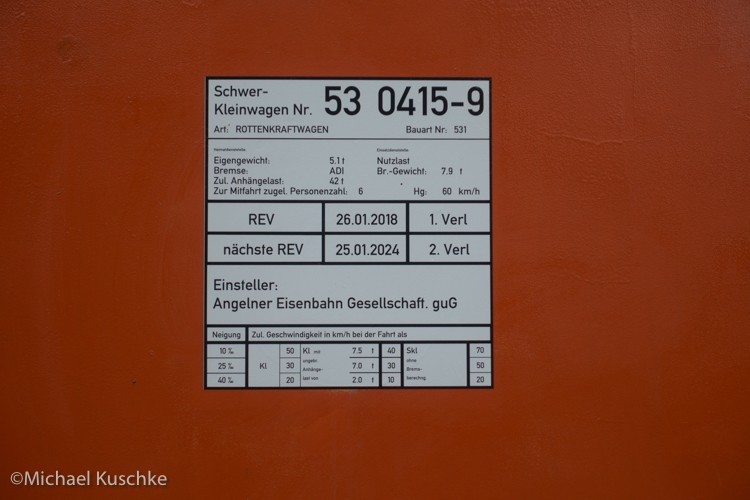 Schwer-
Kleinwagen Nr. 53 0415-9
Art: ROTTENKRAFTWAGEN Bauart Nr: 531
Eigengewicht: 5.1 t Nutzlast
Bremse: ADI Br.-Gewicht: 7.9 t
Zul. Anhängelast: 42 t
Zur Mitfahrt zugel. Personenzahl: 6 Hg: 60 km/h
REV 26.01.2018 1. Verl
nächste REV 25.01.2024 2. Verl
Einsteller:
Angelner Eisenbahn Gesellschaft. guG
Neigung Zul. Geschwindigkeit in km/h bei der Fahrt als
10 ‰ 50 Kl mit 7.5 t 40 Skl 70
25 ‰ Kl 30 ungebr. Anhänge- 7.0 t 30 ohne Brems- 50
40 ‰ 20 last von 2.0 t 10 berechng. 20
©Michael Kuschke